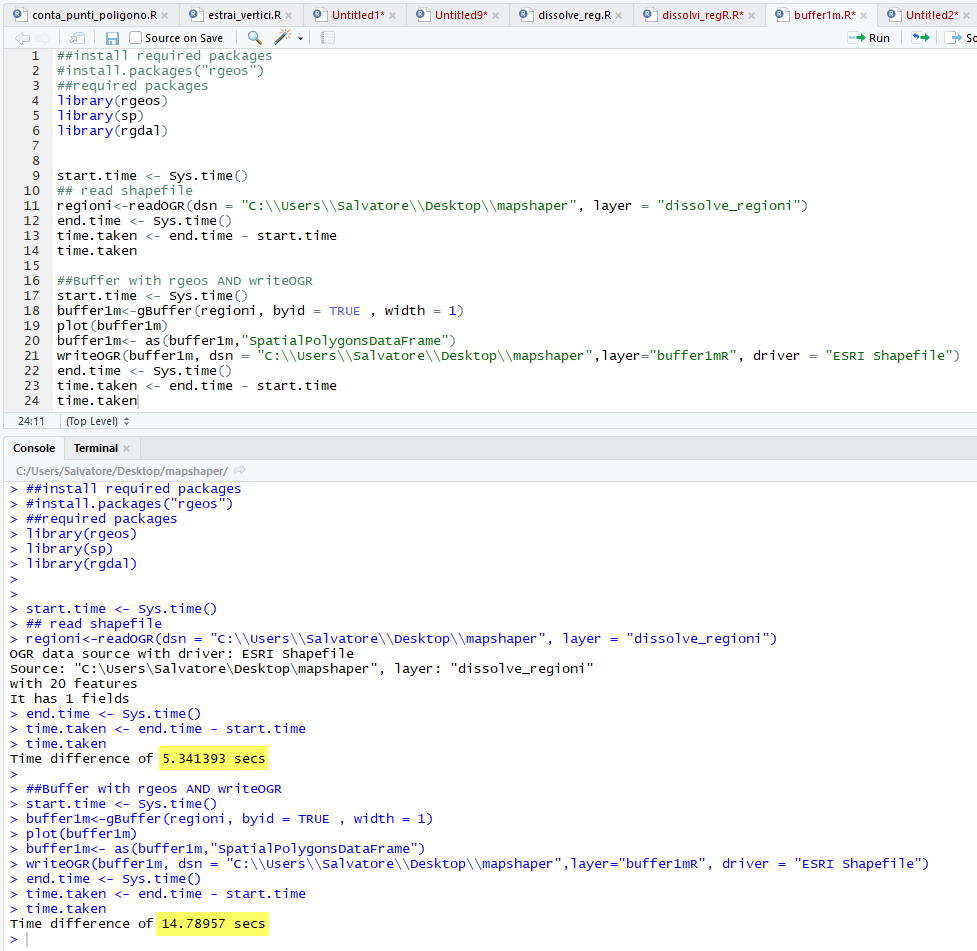 conta_punti_poligono.R × estrai_vertici.R × Untitled1* × Untitled9* × dissolve_reg.R × dissolvi_regR.R* × buffer1m.R* × Untitled2* ×
Source on Save Run So
1 ##install required packages
2 #install.packages("rgeos")
3 ##required packages
4 library(rgeos)
5 library(sp)
6 library(rgdal)
7
8
9 start.time <- Sys.time()
10 ## read shapefile
11 regioni<-readOGR(dsn = "C:\\Users\\Salvatore\\Desktop\\mapshaper", layer = "dissolve_regioni")
12 end.time <- Sys.time()
13 time.taken <- end.time - start.time
14 time.taken
15
16 ##Buffer with rgeos AND writeOGR
17 start.time <- Sys.time()
18 buffer1m<-gBuffer(regioni, byid = TRUE , width = 1)
19 plot(buffer1m)
20 buffer1m<- as(buffer1m,"SpatialPolygonsDataFrame")
21 writeOGR(buffer1m, dsn = "C:\\Users\\Salvatore\\Desktop\\mapshaper",layer="buffer1mR", driver = "ESRI Shapefile")
22 end.time <- Sys.time()
23 time.taken <- end.time - start.time
24 time.taken
24:11 (Top Level)
Console Terminal ×
C:/Users/Salvatore/Desktop/mapshaper/
> ##install required packages
> #install.packages("rgeos")
> ##required packages
> library(rgeos)
> library(sp)
> library(rgdal)
>
>
> start.time <- Sys.time()
> ## read shapefile
> regioni<-readOGR(dsn = "C:\\Users\\Salvatore\\Desktop\\mapshaper", layer = "dissolve_regioni")
OGR data source with driver: ESRI Shapefile
Source: "C:\Users\Salvatore\Desktop\mapshaper", layer: "dissolve_regioni"
with 20 features
It has 1 fields
> end.time <- Sys.time()
> time.taken <- end.time - start.time
> time.taken
Time difference of 5.341393 secs
>
> ##Buffer with rgeos AND writeOGR
> start.time <- Sys.time()
> buffer1m<-gBuffer(regioni, byid = TRUE , width = 1)
> plot(buffer1m)
> buffer1m<- as(buffer1m,"SpatialPolygonsDataFrame")
> writeOGR(buffer1m, dsn = "C:\\Users\\Salvatore\\Desktop\\mapshaper",layer="buffer1mR", driver = "ESRI Shapefile")
> end.time <- Sys.time()
> time.taken <- end.time - start.time
> time.taken
Time difference of 14.78957 secs
>